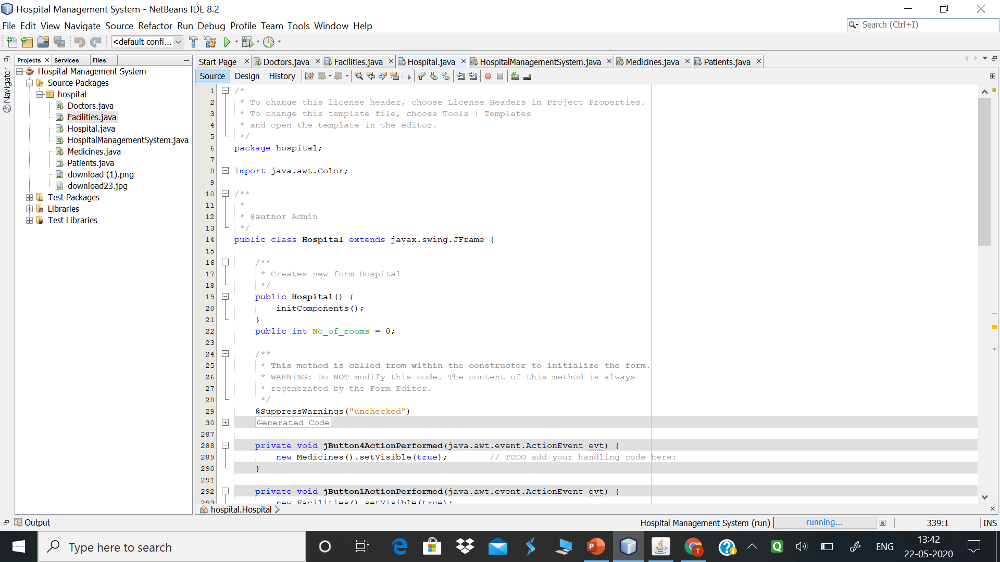 Hospital Management System - NetBeans IDE 8.2
File Edit View Navigate Source Refactor Run Debug Profile Team Tools Window Help
Search (Ctrl+I)
<default confi...
Projects Services Files
Navigator
Hospital Management System
Source Packages
hospital
Doctors.java
Facilities.java
Hospital.java
HospitalManagementSystem.java
Medicines.java
Patients.java
download (1).png
download23.jpg
Test Packages
Libraries
Test Libraries
Start Page Doctors.java Facilities.java Hospital.java HospitalManagementSystem.java Medicines.java Patients.java
Source Design History
1 /*
2 * To change this license header, choose License Headers in Project Properties.
3 * To change this template file, choose Tools | Templates
4 * and open the template in the editor.
5 */
6 package hospital;
7
8 import java.awt.Color;
9
10 /**
11 *
12 * @author Admin
13 */
14 public class Hospital extends javax.swing.JFrame {
15
16 /**
17 * Creates new form Hospital
18 */
19 public Hospital() {
20 initComponents();
21 }
22 public int No_of_rooms = 0;
23
24 /**
25 * This method is called from within the constructor to initialize the form.
26 * WARNING: Do NOT modify this code. The content of this method is always
27 * regenerated by the Form Editor.
28 */
29 @SuppressWarnings("unchecked")
30 Generated Code
287
288 private void jButton4ActionPerformed(java.awt.event.ActionEvent evt) {
289 new Medicines().setVisible(true); // TODO add your handling code here:
290 }
291
292 private void jButton1ActionPerformed(java.awt.event.ActionEvent evt) {
293 new Facilities().setVisible(true);
hospital.Hospital
Output
Hospital Management System (run) running... 339:1 INS
Type here to search
ENG
13:42
22-05-2020